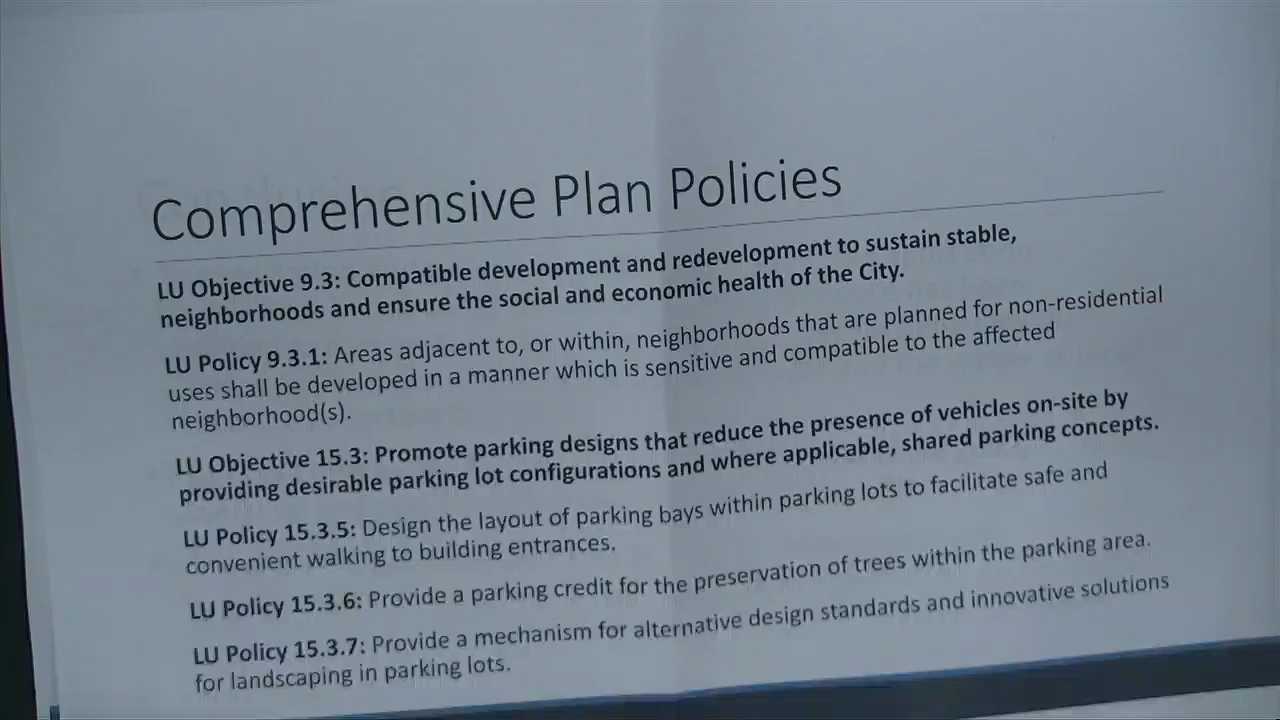 Comprehensive Plan Policies
LU Objective 9.3: Compatible development and redevelopment to sustain stable,
neighborhoods and ensure the social and economic health of the City.
LU Policy 9.3.1: Areas adjacent to, or within, neighborhoods that are planned for non-residential
uses shall be developed in a manner which is sensitive and compatible to the affected
neighborhood(s).
LU Objective 15.3: Promote parking designs that reduce the presence of vehicles on-site by
providing desirable parking lot configurations and where applicable, shared parking concepts.
LU Policy 15.3.5: Design the layout of parking bays within parking lots to facilitate safe and
convenient walking to building entrances.
LU Policy 15.3.6: Provide a parking credit for the preservation of trees within the parking area.
LU Policy 15.3.7: Provide a mechanism for alternative design standards and innovative solutions
for landscaping in parking lots.